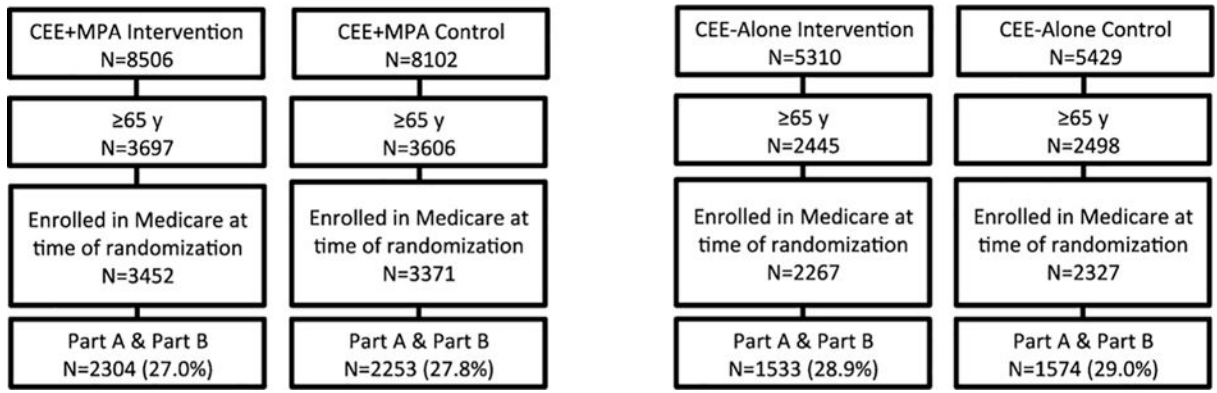 CEE+MPA Intervention
N=8506
≥65 y
N=3697
Enrolled in Medicare at
time of randomization
N=3452
Part A & Part B
N=2304 (27.0%)
CEE+MPA Control
N=8102
≥65 y
N=3606
Enrolled in Medicare at
time of randomization
N=3371
Part A & Part B
N=2253 (27.8%)
CEE-Alone Intervention
N=5310
≥65 y
N=2445
Enrolled in Medicare at
time of randomization
N=2267
Part A & Part B
N=1533 (28.9%)
CEE-Alone Control
N=5429
≥65 y
N=2498
Enrolled in Medicare at
time of randomization
N=2327
Part A & Part B
N=1574 (29.0%)